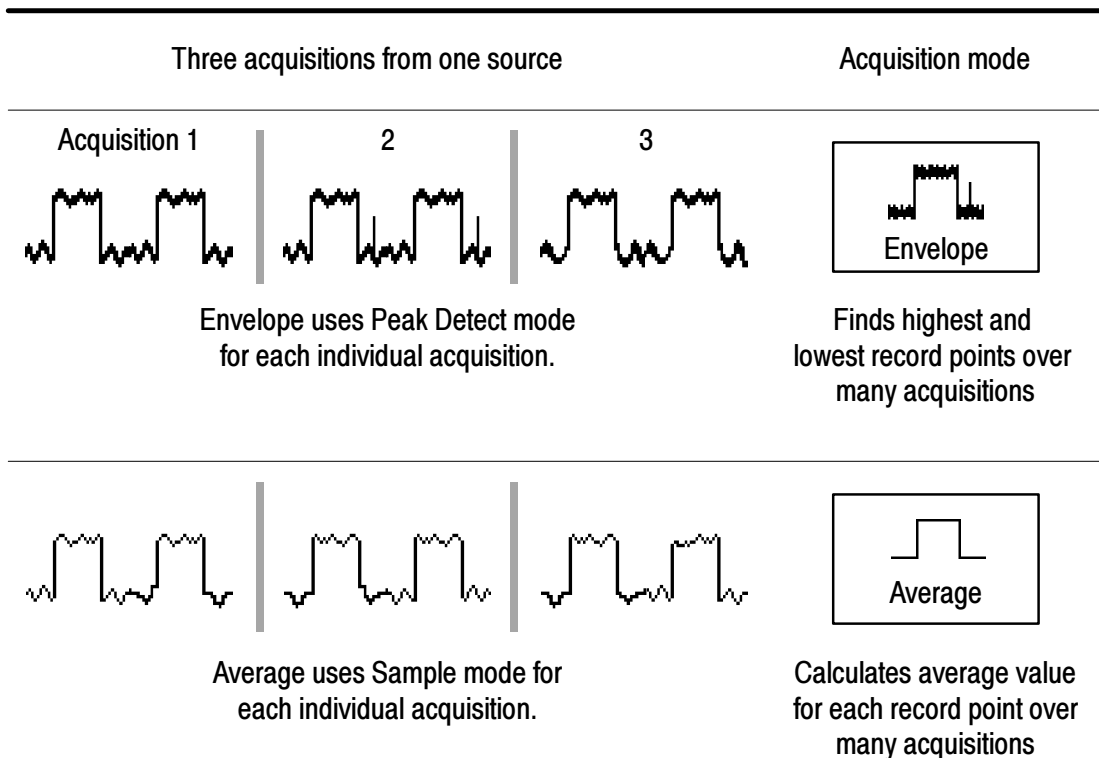 Three acquisitions from one source
Acquisition mode
Acquisition 1
2
3
Envelope
Envelope uses Peak Detect mode
for each individual acquisition.
Finds highest and
lowest record points over
many acquisitions
Average
Average uses Sample mode for
each individual acquisition.
Calculates average value
for each record point over
many acquisitions